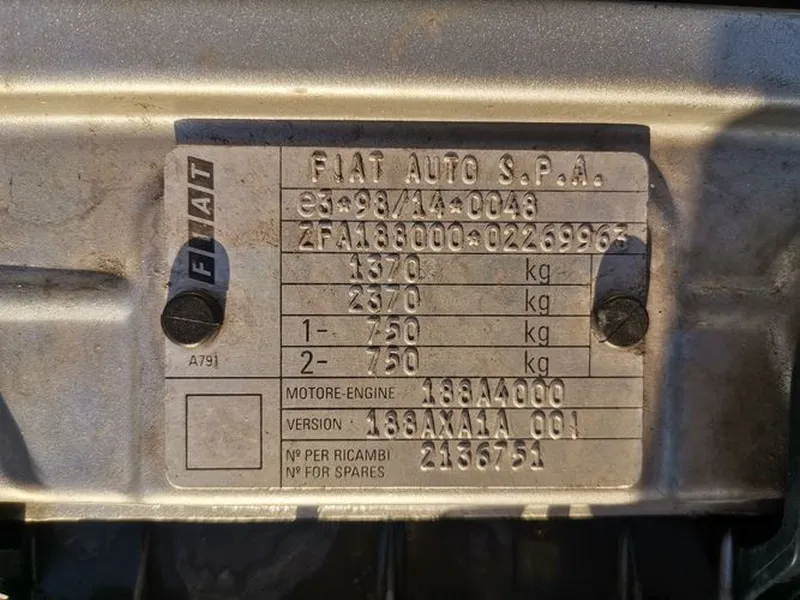 FIAT
FIAT AUTO S.P.A.
e3*98/14*0048
ZFA188000*02269963
1370 kg
2370 kg
1- 750 kg
2- 750 kg
A791
MOTORE-ENGINE 188A4000
VERSION 188AXA1A 001
Nº PER RICAMBI
Nº FOR SPARES
2136751